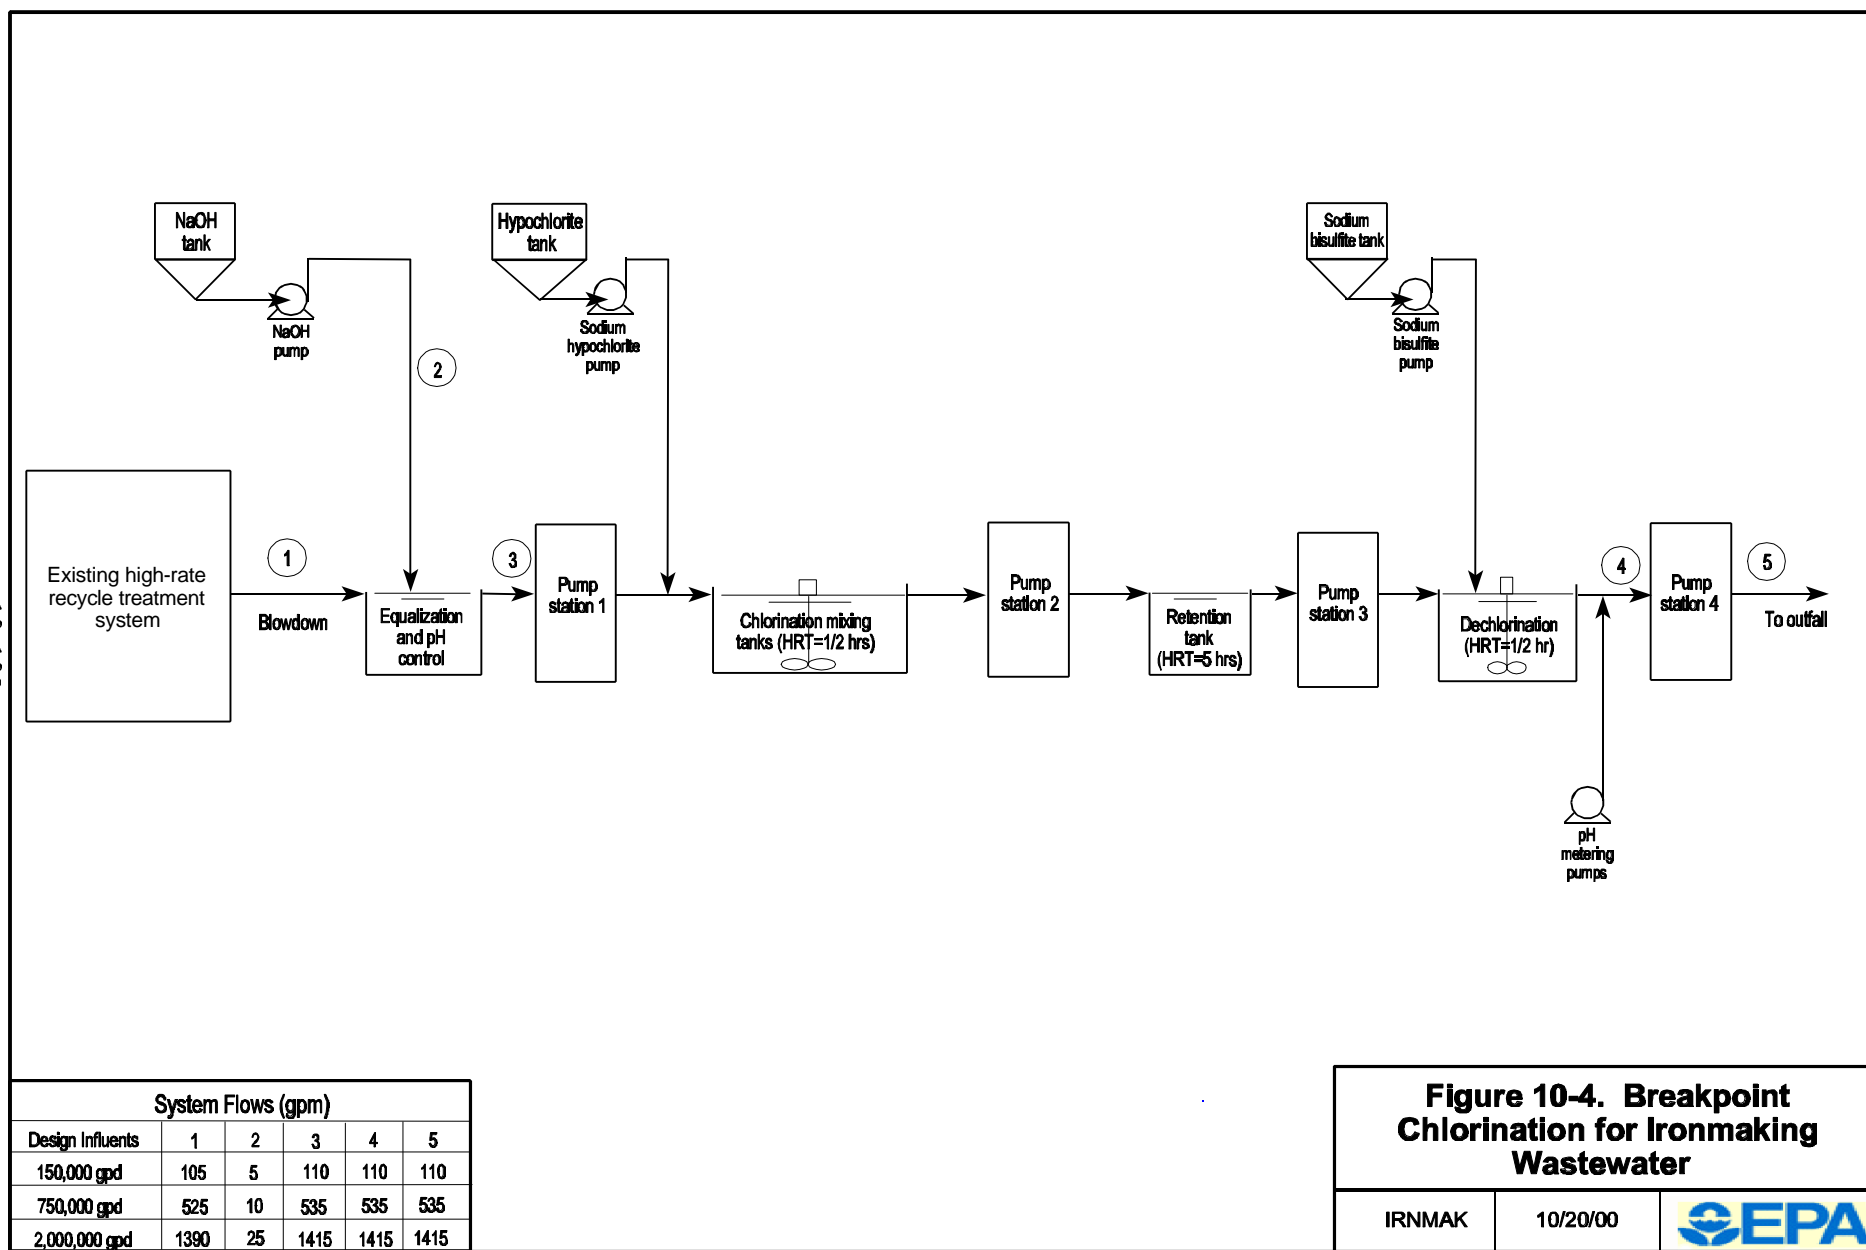 NaOH
tank
NaOH
pump
2
Hypochlorite
tank
Sodium
hypochlorite
pump
Sodium
bisulfite tank
Sodium
bisulfite
pump
Existing high-rate
recycle treatment
system
1
Blowdown
Equalization
and pH
control
3
Pump
station 1
Chlorination mixing
tanks (HRT=1/2 hrs)
Pump
station 2
Retention
tank
(HRT=5 hrs)
Pump
station 3
Dechlorination
(HRT=1/2 hr)
4
Pump
station 4
5
To outfall
pH
metering
pumps
System Flows (gpm)
Design Influents 1 2 3 4 5
150,000 gpd 105 5 110 110 110
750,000 gpd 525 10 535 535 535
2,000,000 gpd 1390 25 1415 1415 1415
Figure 10-4. Breakpoint
Chlorination for Ironmaking
Wastewater
IRNMAK 10/20/00 EPA